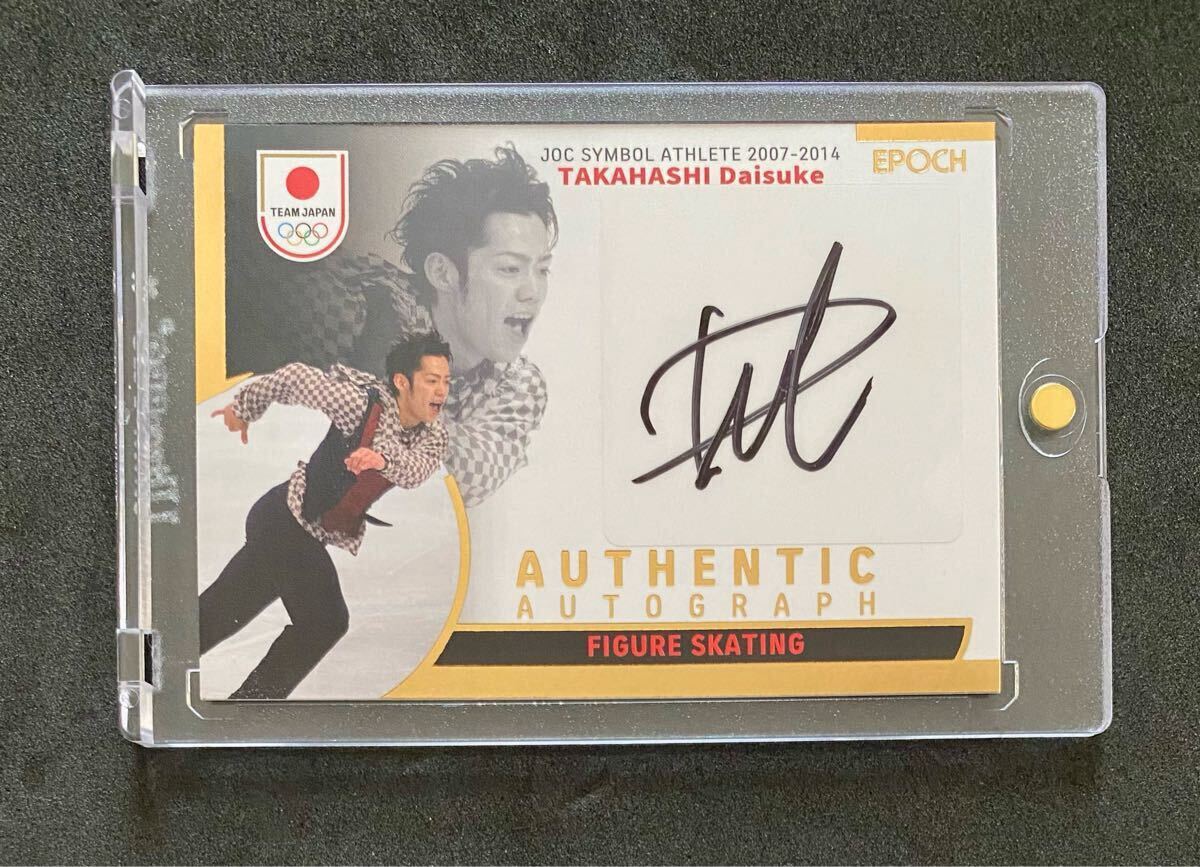 TEAM JAPAN
JOC SYMBOL ATHLETE 2007-2014
TAKAHASHI Daisuke
EPOCH
AUTHENTIC
AUTOGRAPH
FIGURE SKATING